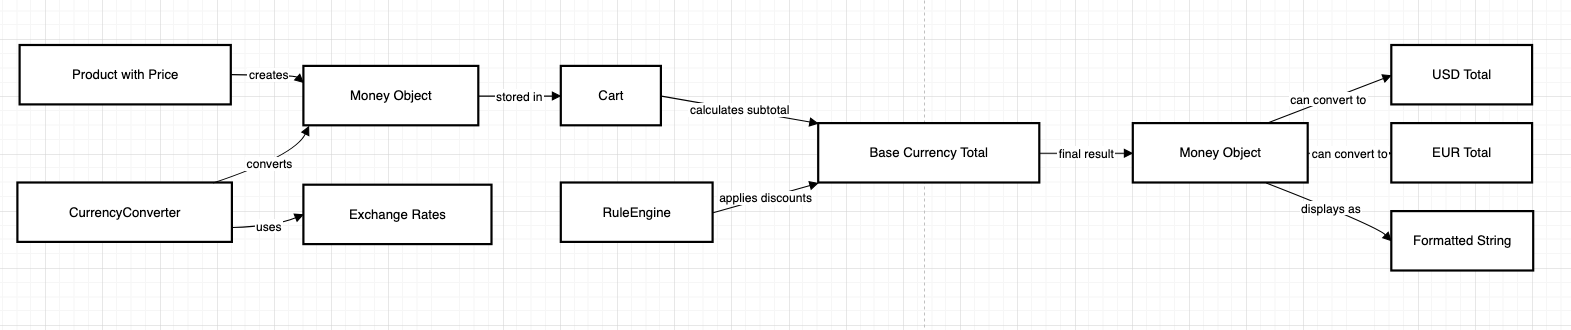 Product with Price
creates
Money Object
stored in
Cart
calculates subtotal
converts
CurrencyConverter
uses
Exchange Rates
RuleEngine
applies discounts
Base Currency Total
final result
Money Object
can convert to
USD Total
can convert to
EUR Total
displays as
Formatted String